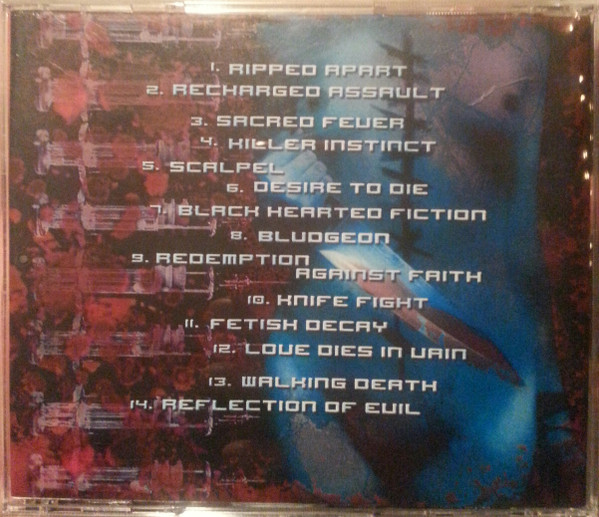 1. RIPPED APART
2. RECHARGED ASSAULT
3. SACRED FEVER
4. KILLER INSTINCT
5. SCALPEL
6. DESIRE TO DIE
7. BLACK HEARTED FICTION
8. BLUDGEON
9. REDEMPTION
AGAINST FAITH
10. KNIFE FIGHT
11. FETISH DECAY
12. LOVE DIES IN VAIN
13. WALKING DEATH
14. REFLECTION OF EVIL